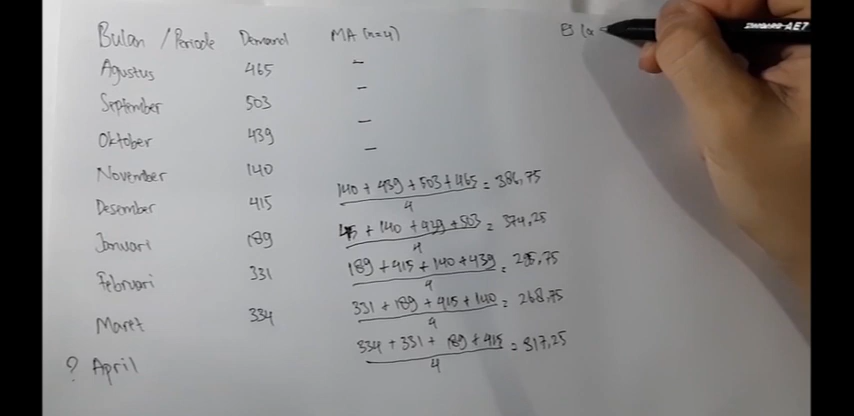 Bulan / Periode Demand MA (n=4) ES (α =
Agustus 465 -
September 503 -
Oktober 439 -
November 140 -
Desember 415 140 + 439 + 503 + 465 / 4 = 386,75
Januari 189 415 + 140 + 439 + 503 / 4 = 374,25
Februari 331 189 + 415 + 140 + 439 / 4 = 295,75
Maret 334 331 + 189 + 415 + 140 / 4 = 268,75
? April 334 + 331 + 189 + 415 / 4 = 317,25